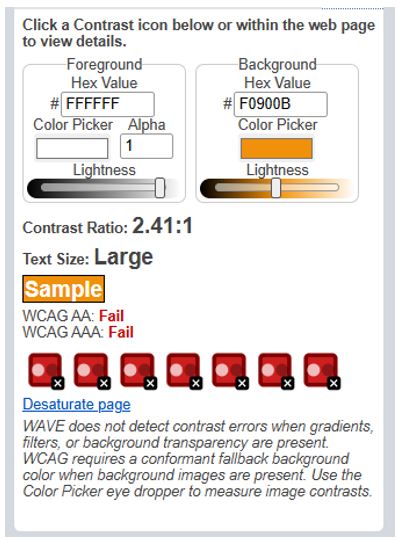 Click a Contrast icon below or within the web page
to view details.
Foreground
Hex Value
# FFFFFF
Color Picker Alpha
1
Lightness
Background
Hex Value
# F0900B
Color Picker
Lightness
Contrast Ratio: 2.41:1
Text Size: Large
Sample
WCAG AA: Fail
WCAG AAA: Fail
Desaturate page
WAVE does not detect contrast errors when gradients,
filters, or background transparency are present.
WCAG requires a conformant fallback background
color when background images are present. Use the
Color Picker eye dropper to measure image contrasts.